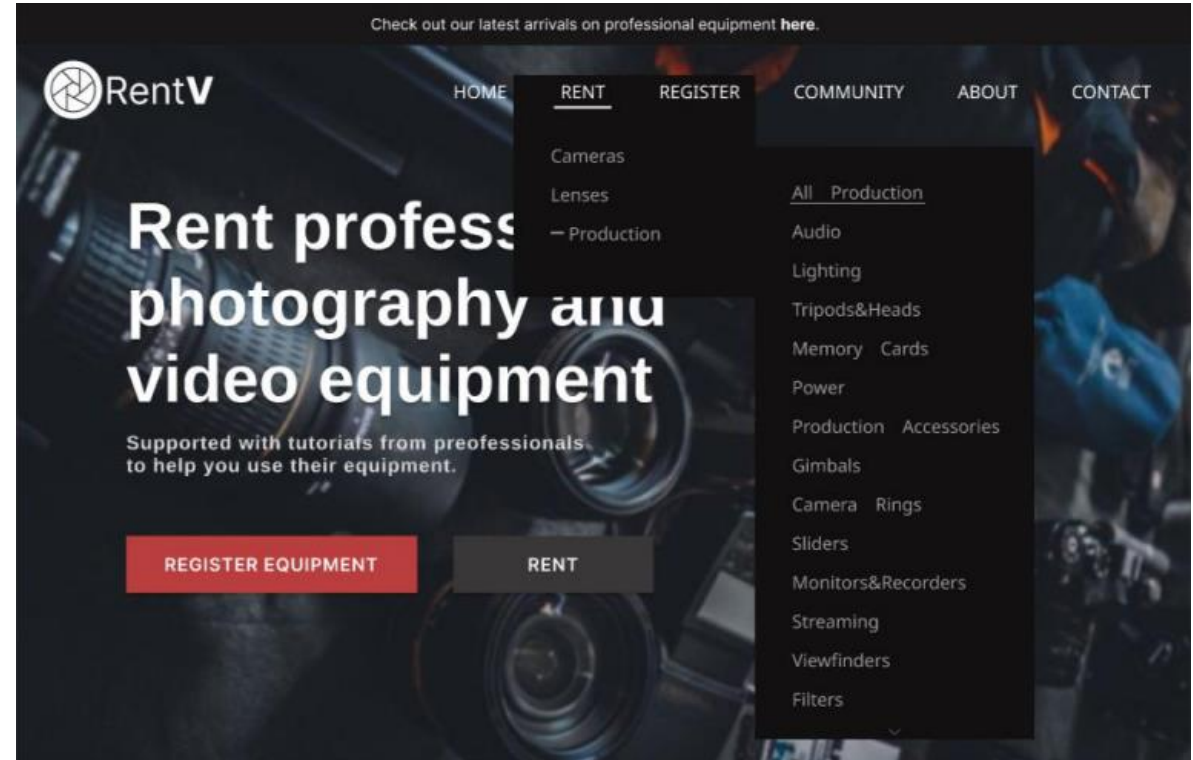 Check out our latest arrivals on professional equipment here.
RentV
HOME RENT REGISTER COMMUNITY ABOUT CONTACT
Cameras
Lenses
– Production
All Production
Audio
Lighting
Tripods&Heads
Memory Cards
Power
Production Accessories
Gimbals
Camera Rings
Sliders
Monitors&Recorders
Streaming
Viewfinders
Filters
Rent profess
photography and
video equipment
Supported with tutorials from preofessionals
to help you use their equipment.
REGISTER EQUIPMENT
RENT